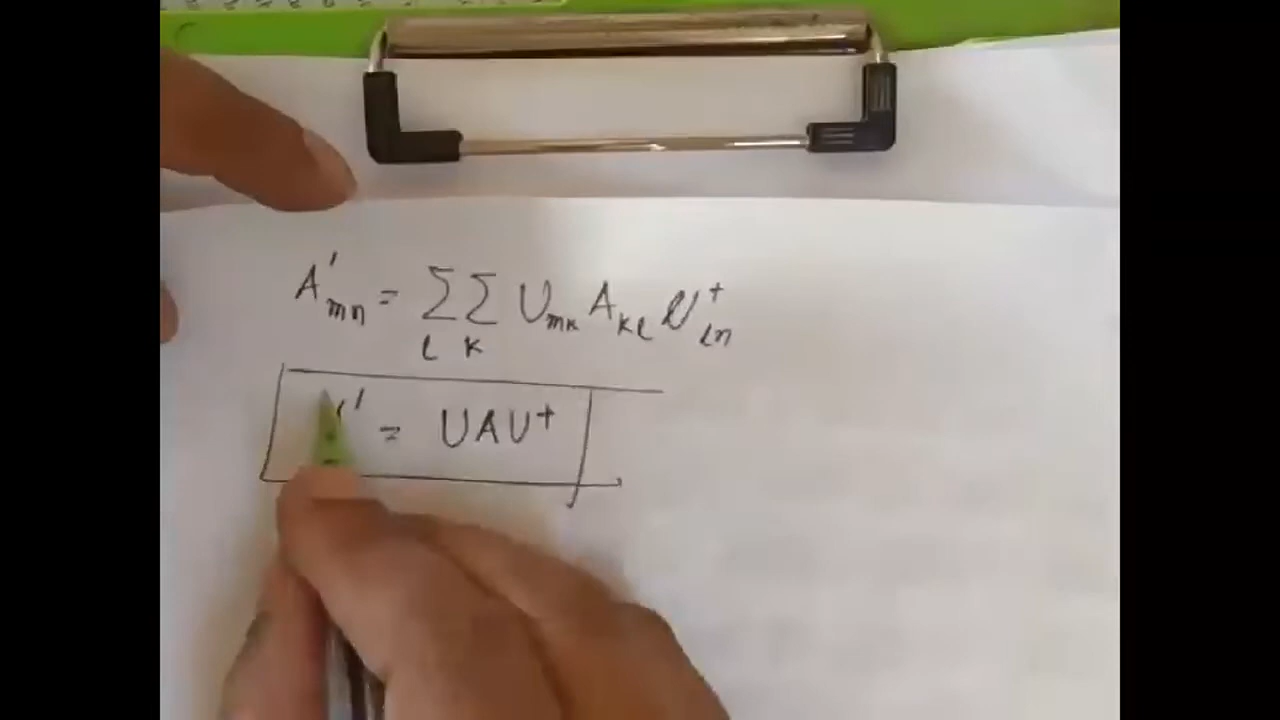 A'mn = Σ Σ Umk Akl U⁺ln
l k
' = UAU⁺